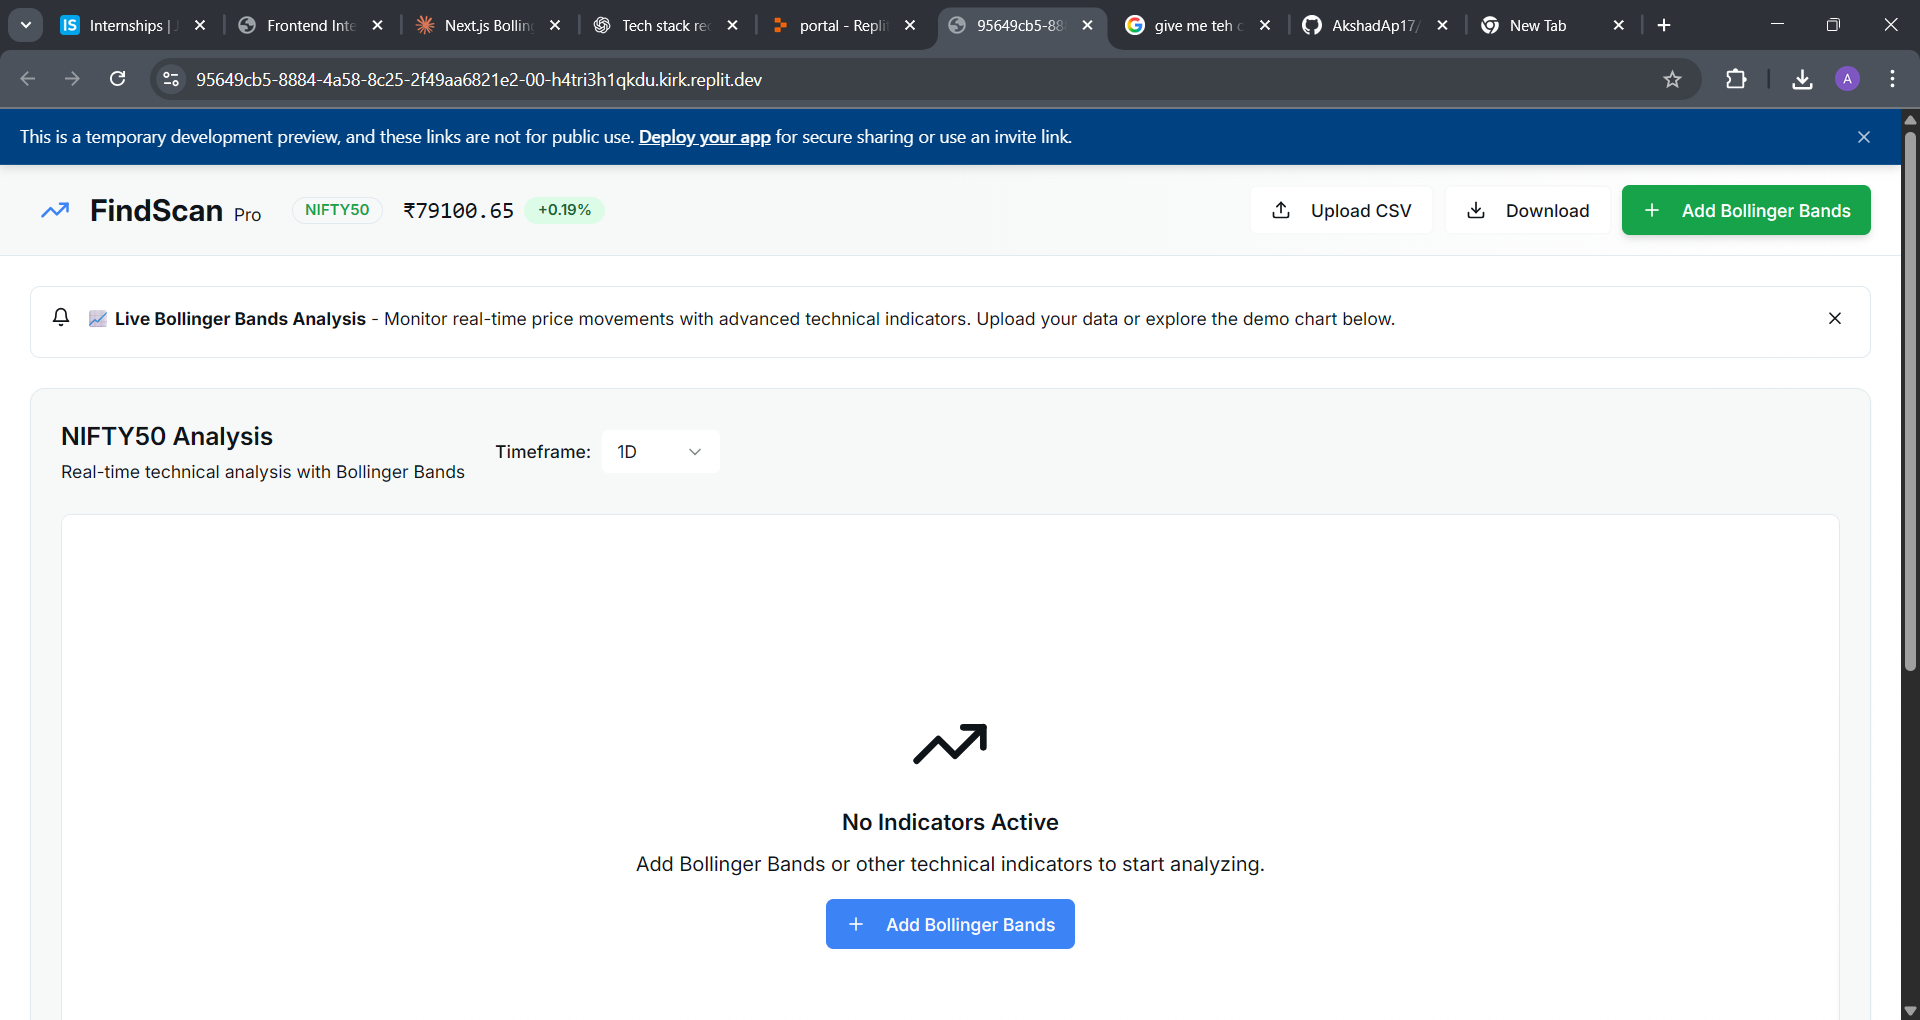 Internships |
Frontend Inte
Next.js Bolling
Tech stack rec
portal - Replit
95649cb5-88
give me teh c
AkshadAp17/
New Tab
95649cb5-8884-4a58-8c25-2f49aa6821e2-00-h4tri3h1qkdu.kirk.replit.dev
A
This is a temporary development preview, and these links are not for public use. Deploy your app for secure sharing or use an invite link.
FindScan Pro
NIFTY50
₹79100.65
+0.19%
Upload CSV
Download
Add Bollinger Bands
Live Bollinger Bands Analysis - Monitor real-time price movements with advanced technical indicators. Upload your data or explore the demo chart below.
NIFTY50 Analysis
Real-time technical analysis with Bollinger Bands
Timeframe:
1D
No Indicators Active
Add Bollinger Bands or other technical indicators to start analyzing.
Add Bollinger Bands